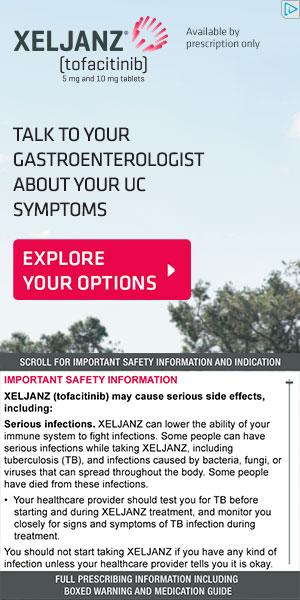 XELJANZ®
(tofacitinib)
5 mg and 10 mg tablets
Available by
prescription only
TALK TO YOUR
GASTROENTEROLOGIST
ABOUT YOUR UC
SYMPTOMS
EXPLORE
YOUR OPTIONS
SCROLL FOR IMPORTANT SAFETY INFORMATION AND INDICATION
IMPORTANT SAFETY INFORMATION
XELJANZ (tofacitinib) may cause serious side effects,
including:
Serious infections. XELJANZ can lower the ability of your
immune system to fight infections. Some people can have
serious infections while taking XELJANZ, including
tuberculosis (TB), and infections caused by bacteria, fungi, or
viruses that can spread throughout the body. Some people
have died from these infections.
• Your healthcare provider should test you for TB before
starting and during XELJANZ treatment, and monitor you
closely for signs and symptoms of TB infection during
treatment.
You should not start taking XELJANZ if you have any kind of
infection unless your healthcare provider tells you it is okay.
FULL PRESCRIBING INFORMATION INCLUDING
BOXED WARNING AND MEDICATION GUIDE